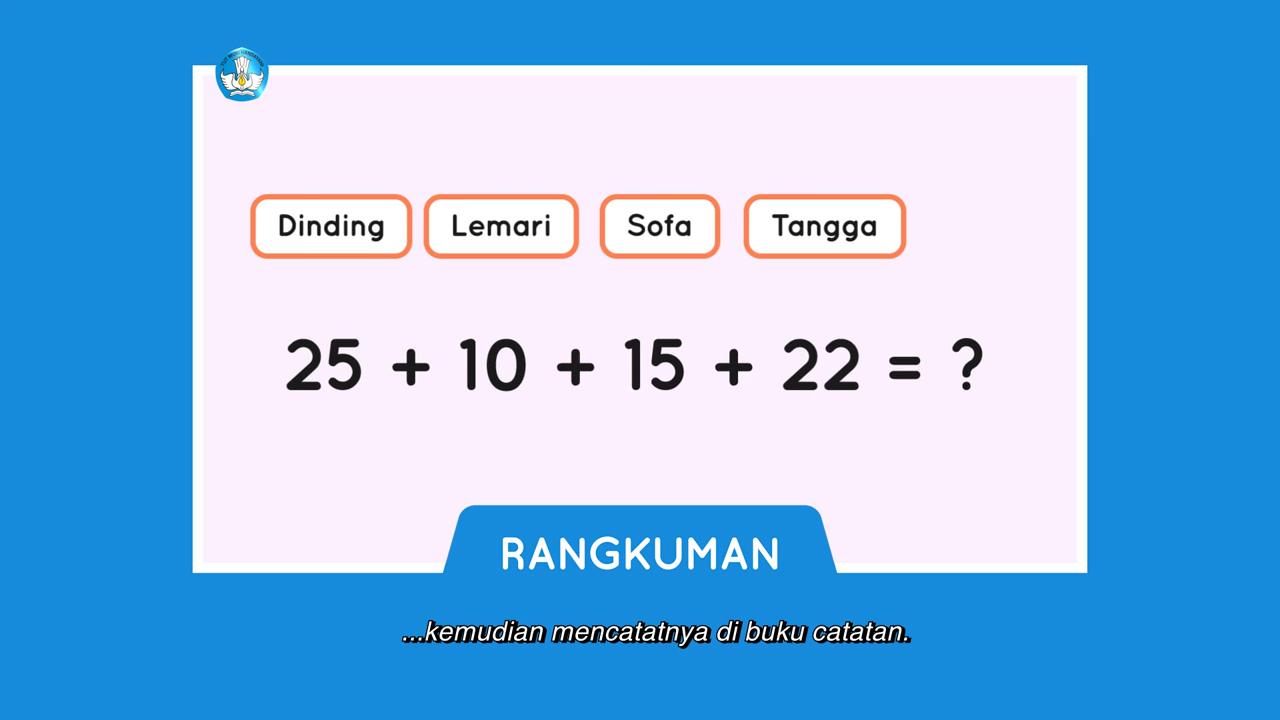 Dinding Lemari Sofa Tangga
25 + 10 + 15 + 22 = ?
RANGKUMAN
...kemudian mencatatnya di buku catatan.